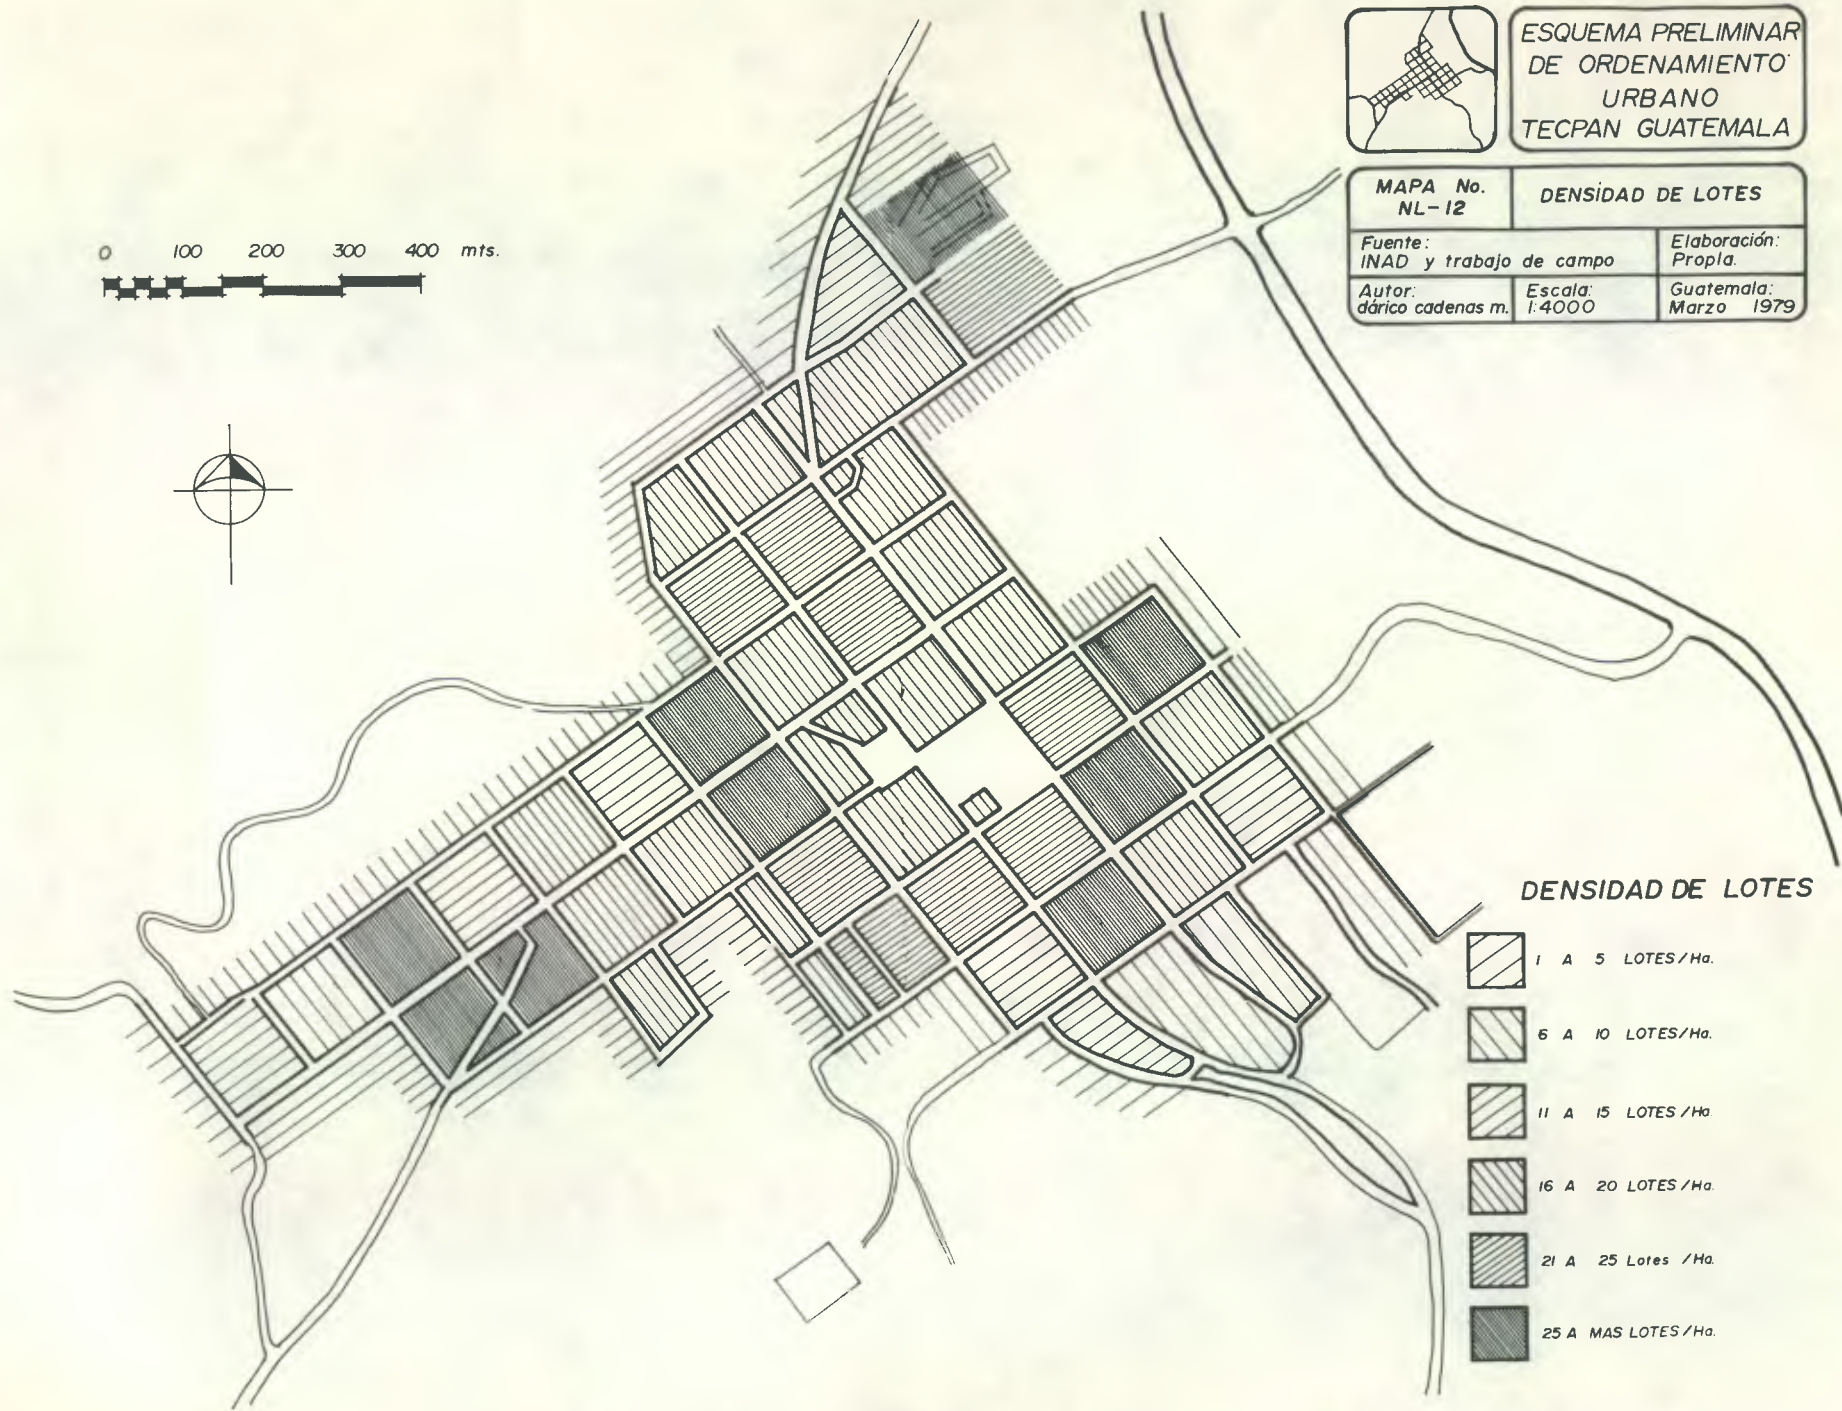 ESQUEMA PRELIMINAR
DE ORDENAMIENTO
URBANO
TECPAN GUATEMALA
MAPA No.
NL-12
DENSIDAD DE LOTES
Fuente:
INAD y trabajo de campo
Elaboración:
Propia.
Autor:
dárico cadenas m.
Escala:
1:4000
Guatemala:
Marzo 1979
0 100 200 300 400 mts.
DENSIDAD DE LOTES
1 A 5 LOTES/Ha.
6 A 10 LOTES/Ha.
11 A 15 LOTES/Ha
16 A 20 LOTES/Ha.
21 A 25 Lotes /Ha.
25 A MAS LOTES/Ha.